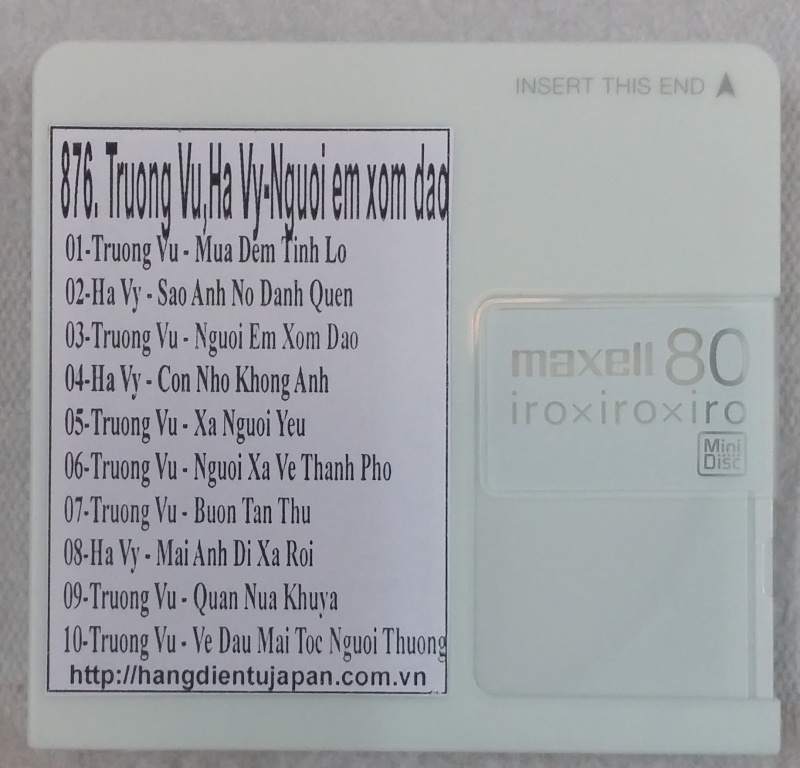 INSERT THIS END
876. Truong Vu,Ha Vy-Nguoi em xom dao
01-Truong Vu - Mua Dem Tinh Lo
02-Ha Vy - Sao Anh No Danh Quen
03-Truong Vu - Nguoi Em Xom Dao
04-Ha Vy - Con Nho Khong Anh
05-Truong Vu - Xa Nguoi Yeu
06-Truong Vu - Nguoi Xa Ve Thanh Pho
07-Truong Vu - Buon Tan Thu
08-Ha Vy - Mai Anh Di Xa Roi
09-Truong Vu - Quan Nua Khuya
10-Truong Vu - Ve Dau Mai Toc Nguoi Thuong
http://hangdientujapan.com.vn
maxell 80
iro×iro×iro
Mini
Disc